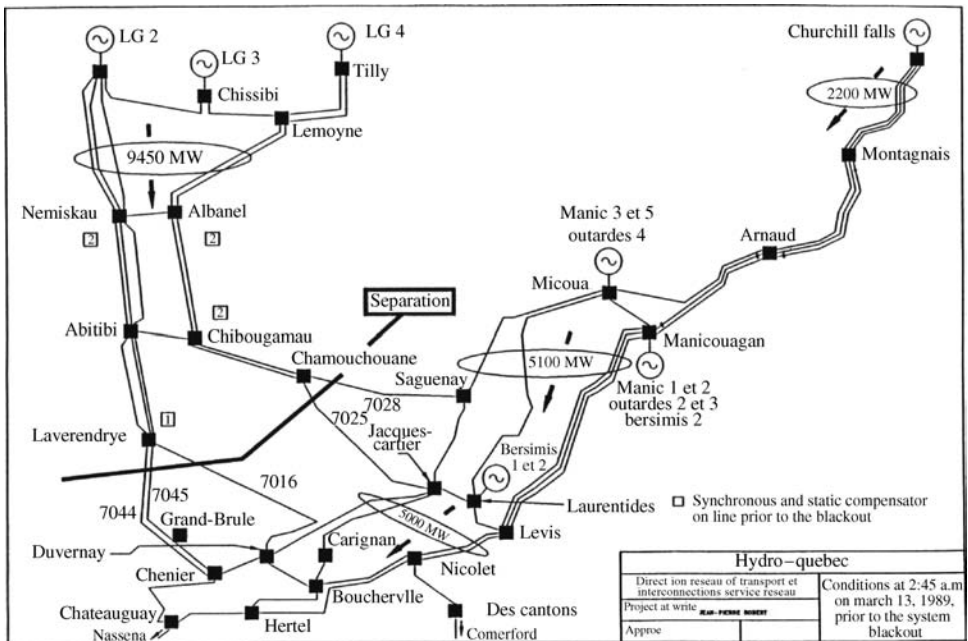 LG 2
LG 3
LG 4
Churchill falls
Tilly
Chissibi
2200 MW
Lemoyne
9450 MW
Montagnais
Nemiskau
Albanel
Manic 3 et 5
outardes 4
Arnaud
2
2
Micoua
Separation
2
Abitibi
Chibougamau
Manicouagan
Chamouchouane
5100 MW
Saguenay
Manic 1 et 2
outardes 2 et 3
bersimis 2
7028
7025
1
Jacques-
cartier
Laverendrye
Bersimis
1 et 2
7016
7045
7044
Laurentides
Synchronous and static compensator
on line prior to the blackout
Grand-Brule
5000 MW
Levis
Carignan
Duvernay
Nicolet
Chenier
Bouchervlle
Chateauguay
Hertel
Des cantons
Nassena
Comerford
Hydro-quebec
Direct ion reseau of transport et
interconnections service reseau
Project at write JEAN-PIERRE ROBERT
Approe
Conditions at 2:45 a.m
on march 13, 1989,
prior to the system
blackout